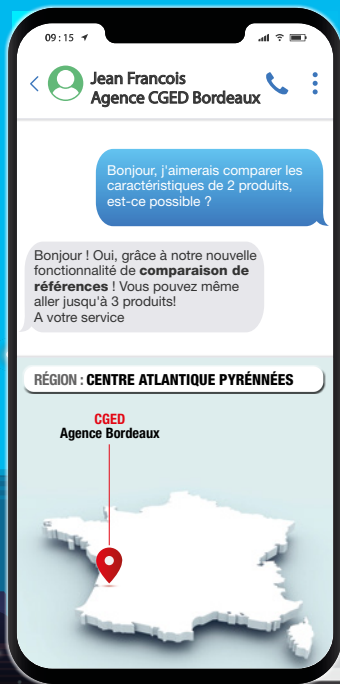 09:15
Jean Francois
Agence CGED Bordeaux
Bonjour, j'aimerais comparer les
caractéristiques de 2 produits,
est-ce possible ?
Bonjour ! Oui, grâce à notre nouvelle
fonctionnalité de comparaison de
références ! Vous pouvez même
aller jusqu'à 3 produits!
A votre service
RÉGION : CENTRE ATLANTIQUE PYRÉNNÉES
CGED
Agence Bordeaux